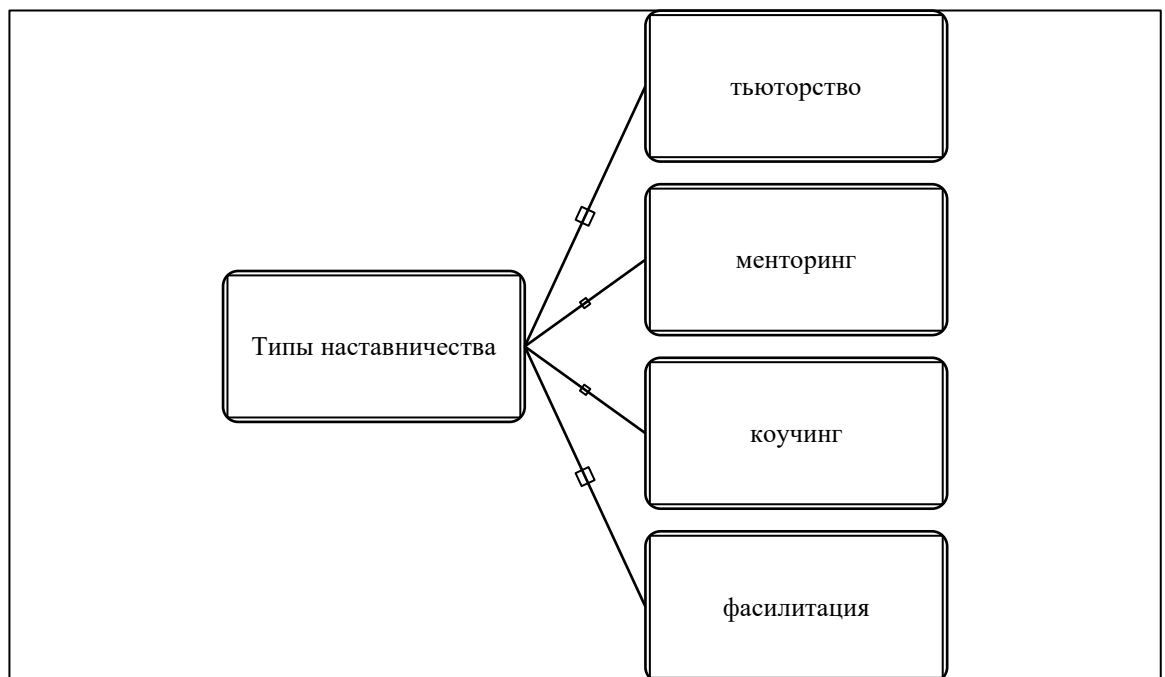 тьюторство
менторинг
Типы наставничества
коучинг
фасилитация